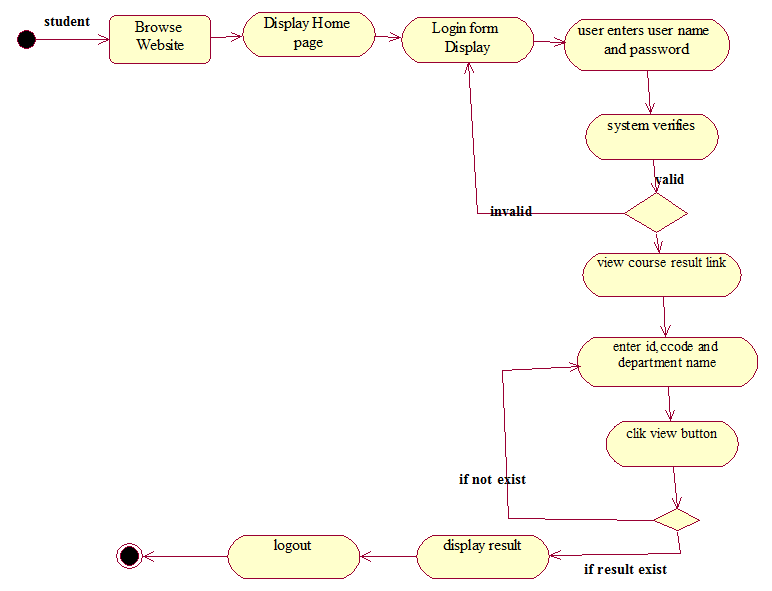 student
Browse
Website
Display Home
page
Login form
Display
user enters user name
and password
system verifies
valid
invalid
view course result link
enter id,ccode and
department name
clik view button
if not exist
if result exist
display result
logout